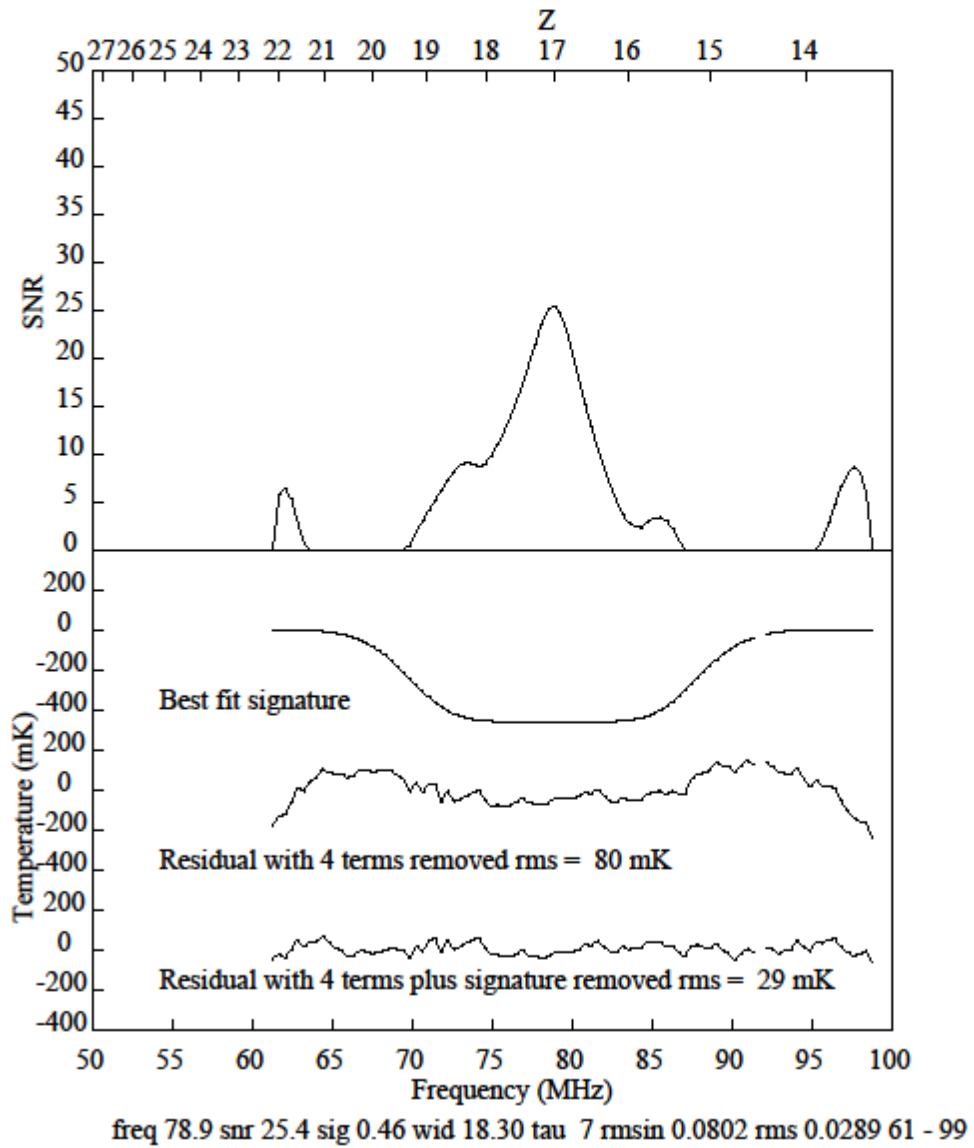 Z
27 26 25 24 23 22 21 20 19 18 17 16 15 14
50
45
40
35
30
25
20
15
10
5
0
SNR
200
0
-200
-400
200
0
-200
-400
200
0
-200
-400
Temperature (mK)
Best fit signature
Residual with 4 terms removed rms = 80 mK
Residual with 4 terms plus signature removed rms = 29 mK
50 55 60 65 70 75 80 85 90 95 100
Frequency (MHz)
freq 78.9 snr 25.4 sig 0.46 wid 18.30 tau 7 rmsin 0.0802 rms 0.0289 61 - 99